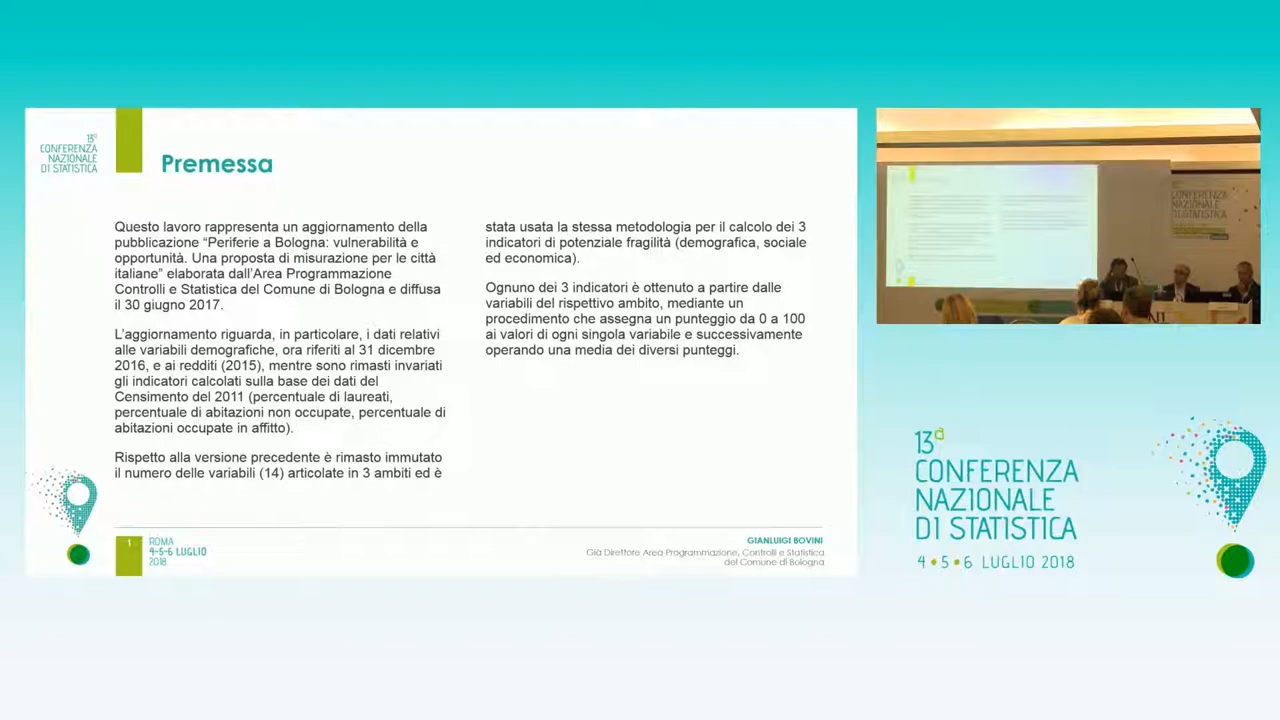 13ª
CONFERENZA
NAZIONALE
DI STATISTICA
Premessa
Questo lavoro rappresenta un aggiornamento della
pubblicazione “Periferie a Bologna: vulnerabilità e
opportunità. Una proposta di misurazione per le città
italiane” elaborata dall’Area Programmazione
Controlli e Statistica del Comune di Bologna e diffusa
il 30 giugno 2017.
L’aggiornamento riguarda, in particolare, i dati relativi
alle variabili demografiche, ora riferiti al 31 dicembre
2016, e ai redditi (2015), mentre sono rimasti invariati
gli indicatori calcolati sulla base dei dati del
Censimento del 2011 (percentuale di laureati,
percentuale di abitazioni non occupate, percentuale di
abitazioni occupate in affitto).
Rispetto alla versione precedente è rimasto immutato
il numero delle variabili (14) articolate in 3 ambiti ed è
stata usata la stessa metodologia per il calcolo dei 3
indicatori di potenziale fragilità (demografica, sociale
ed economica).
Ognuno dei 3 indicatori è ottenuto a partire dalle
variabili del rispettivo ambito, mediante un
procedimento che assegna un punteggio da 0 a 100
ai valori di ogni singola variabile e successivamente
operando una media dei diversi punteggi.
1
ROMA
4-5-6 LUGLIO
2018
GIANLUIGI BOVINI
Già Direttore Area Programmazione, Controlli e Statistica
del Comune di Bologna
CONFERENZA
NAZIONALE
DI STATISTICA
13ª
CONFERENZA
NAZIONALE
DI STATISTICA
4 • 5 • 6 LUGLIO 2018